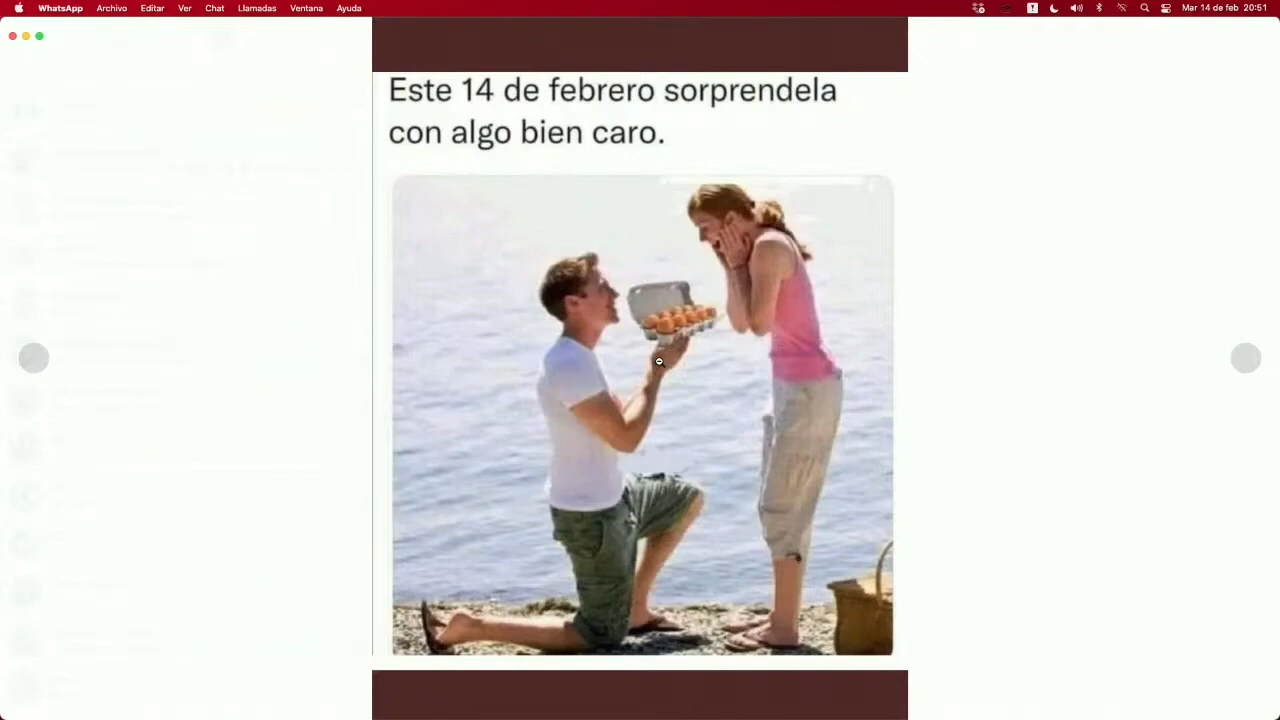 WhatsApp Archivo Editar Ver Chat Llamadas Ventana Ayuda Mar 14 de feb 20:51
Este 14 de febrero sorprendela
con algo bien caro.